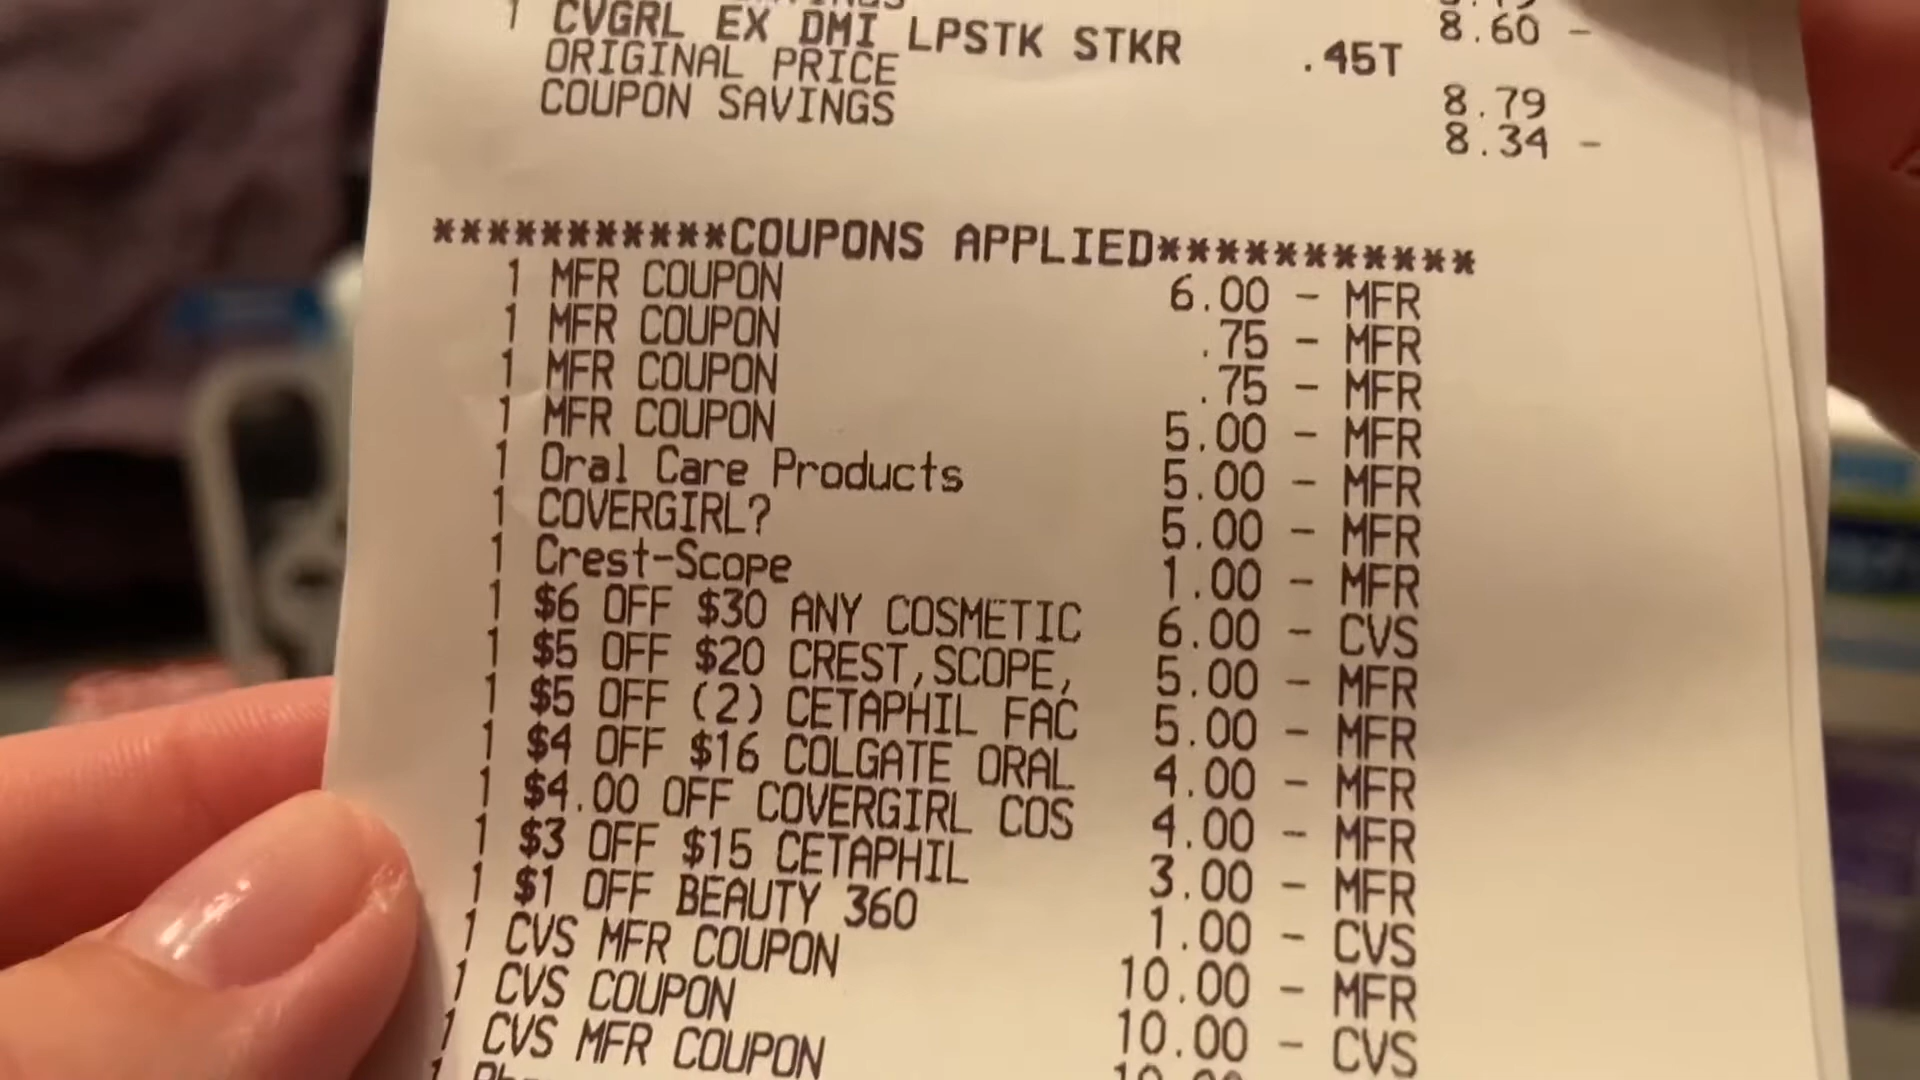 8.60 -
1 CVGRL EX DMI LPSTK STKR .45T
ORIGINAL PRICE 8.79
COUPON SAVINGS 8.34 -
***********COUPONS APPLIED***********
1 MFR COUPON 6.00 - MFR
1 MFR COUPON .75 - MFR
1 MFR COUPON .75 - MFR
1 MFR COUPON 5.00 - MFR
1 Oral Care Products 5.00 - MFR
1 COVERGIRL? 5.00 - MFR
1 Crest-Scope 1.00 - MFR
1 $6 OFF $30 ANY COSMETIC 6.00 - CVS
1 $5 OFF $20 CREST,SCOPE, 5.00 - MFR
1 $5 OFF (2) CETAPHIL FAC 5.00 - MFR
1 $4 OFF $16 COLGATE ORAL 4.00 - MFR
1 $4.00 OFF COVERGIRL COS 4.00 - MFR
1 $3 OFF $15 CETAPHIL 3.00 - MFR
1 $1 OFF BEAUTY 360 1.00 - CVS
1 CVS MFR COUPON 10.00 - MFR
1 CVS COUPON 10.00 - CVS
1 CVS MFR COUPON